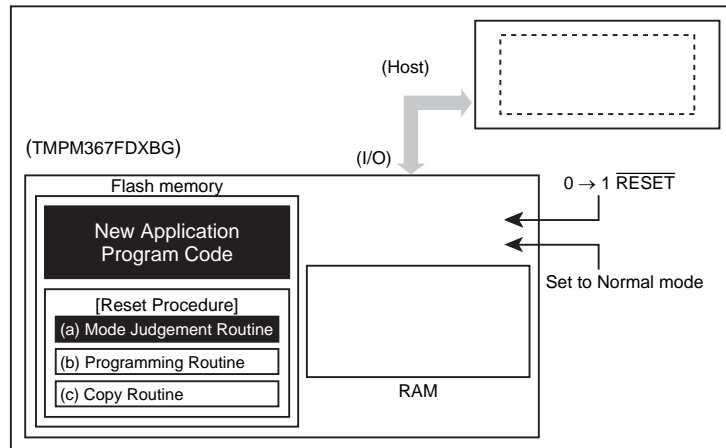 (Host)
(TMPM367FDXBG)
(I/O)
Flash memory
New Application
Program Code
[Reset Procedure]
(a) Mode Judgement Routine
(b) Programming Routine
(c) Copy Routine
RAM
0 → 1 RESET
Set to Normal mode